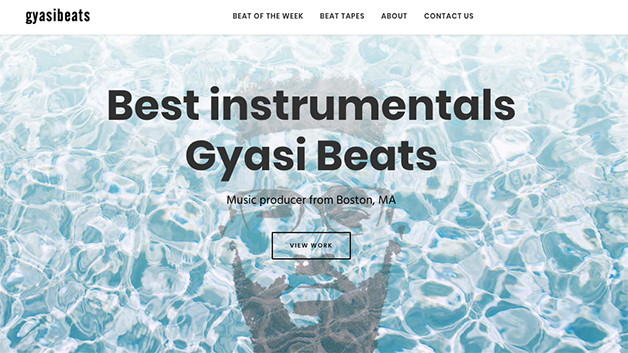 gyasibeats
BEAT OF THE WEEK BEAT TAPES ABOUT CONTACT US
Best instrumentals
Gyasi Beats
Music producer from Boston, MA
VIEW WORK